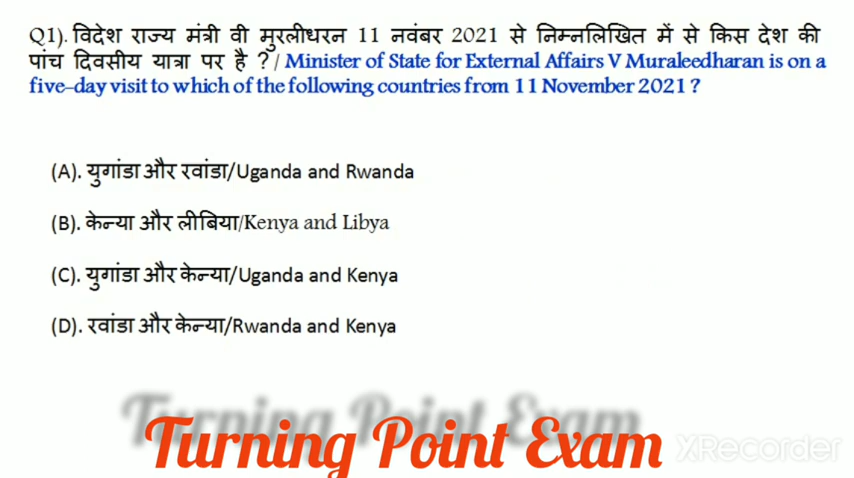 Q1). विदेश राज्य मंत्री वी मुरलीधरन 11 नवंबर 2021 से निम्नलिखित में से किस देश की
पांच दिवसीय यात्रा पर है ? / Minister of State for External Affairs V Muraleedharan is on a
five-day visit to which of the following countries from 11 November 2021 ?
(A). युगांडा और रवांडा/Uganda and Rwanda
(B). केन्या और लीबिया/Kenya and Libya
(C). युगांडा और केन्या/Uganda and Kenya
(D). रवांडा और केन्या/Rwanda and Kenya
Turning Point Exam
XRecorder